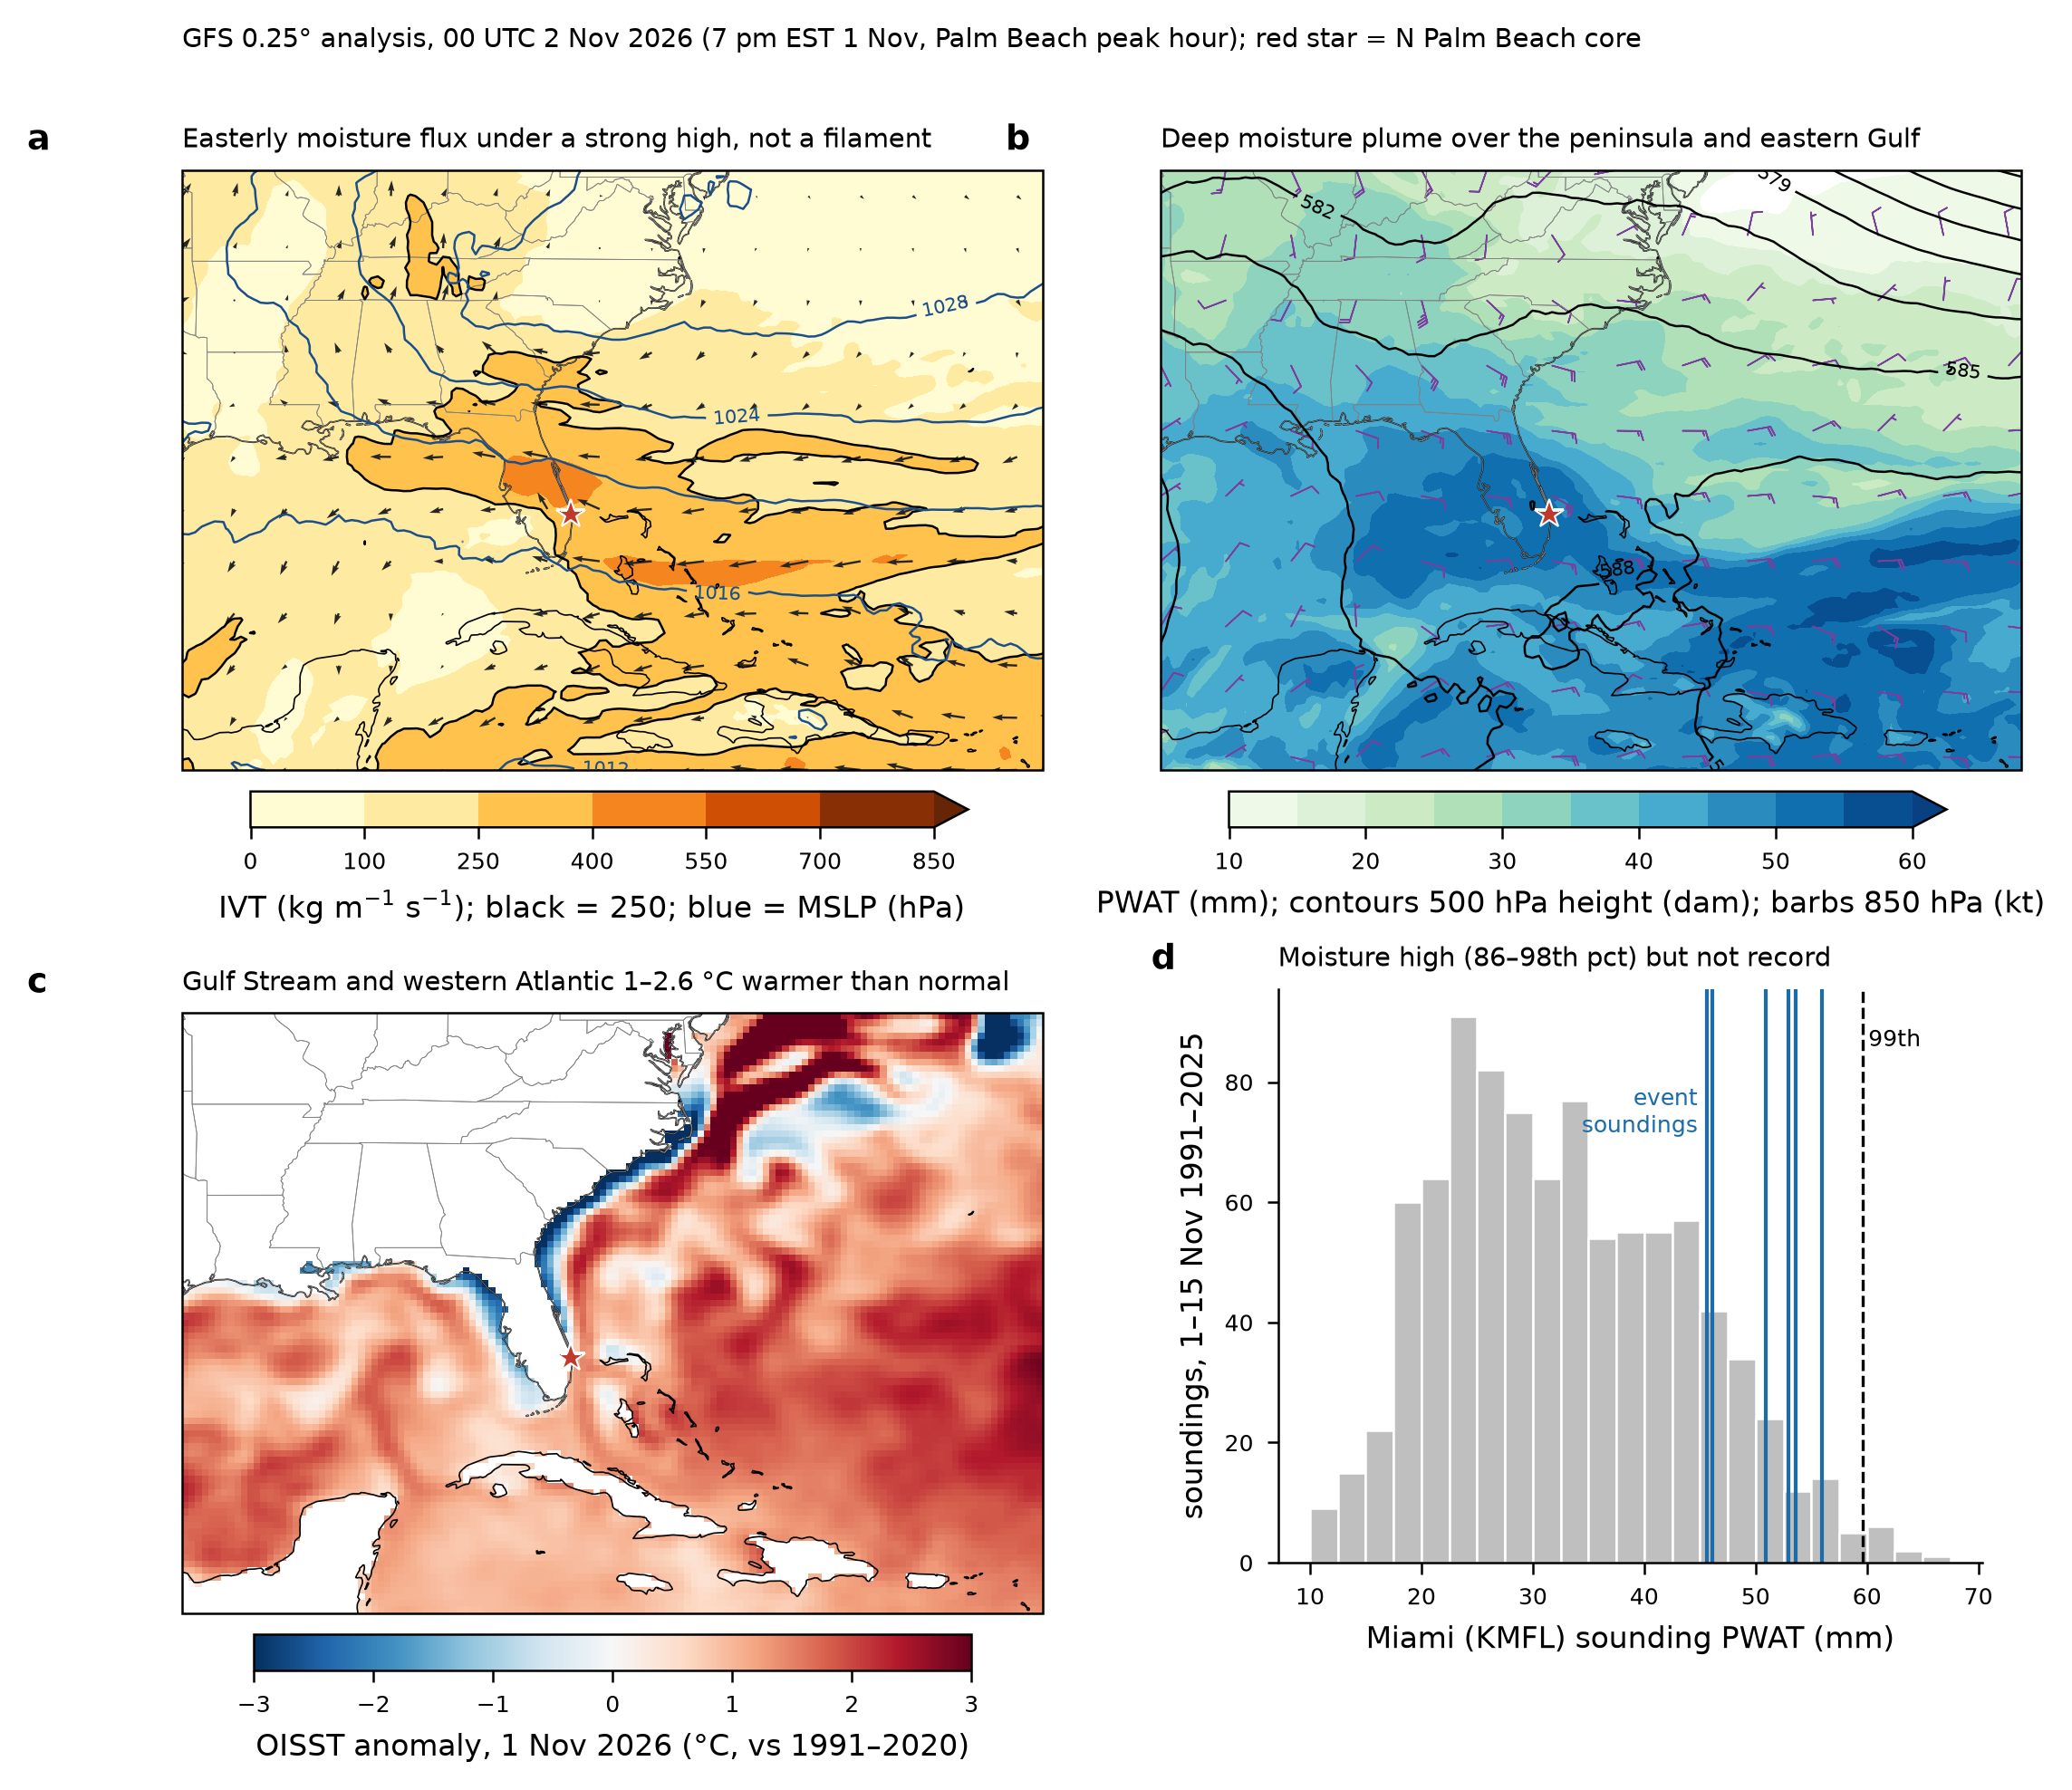 GFS 0.25° analysis, 00 UTC 2 Nov 2026 (7 pm EST 1 Nov, Palm Beach peak hour); red star = N Palm Beach core
a
Easterly moisture flux under a strong high, not a filament
1028
1024
1016
1012
0 100 250 400 550 700 850
IVT (kg m⁻¹ s⁻¹); black = 250; blue = MSLP (hPa)
b
Deep moisture plume over the peninsula and eastern Gulf
579
582
585
588
10 20 30 40 50 60
PWAT (mm); contours 500 hPa height (dam); barbs 850 hPa (kt)
c
Gulf Stream and western Atlantic 1–2.6 °C warmer than normal
−3 −2 −1 0 1 2 3
OISST anomaly, 1 Nov 2026 (°C, vs 1991–2020)
d
Moisture high (86–98th pct) but not record
99th
event
soundings
soundings, 1–15 Nov 1991–2025
80
60
40
20
0
10 20 30 40 50 60 70
Miami (KMFL) sounding PWAT (mm)